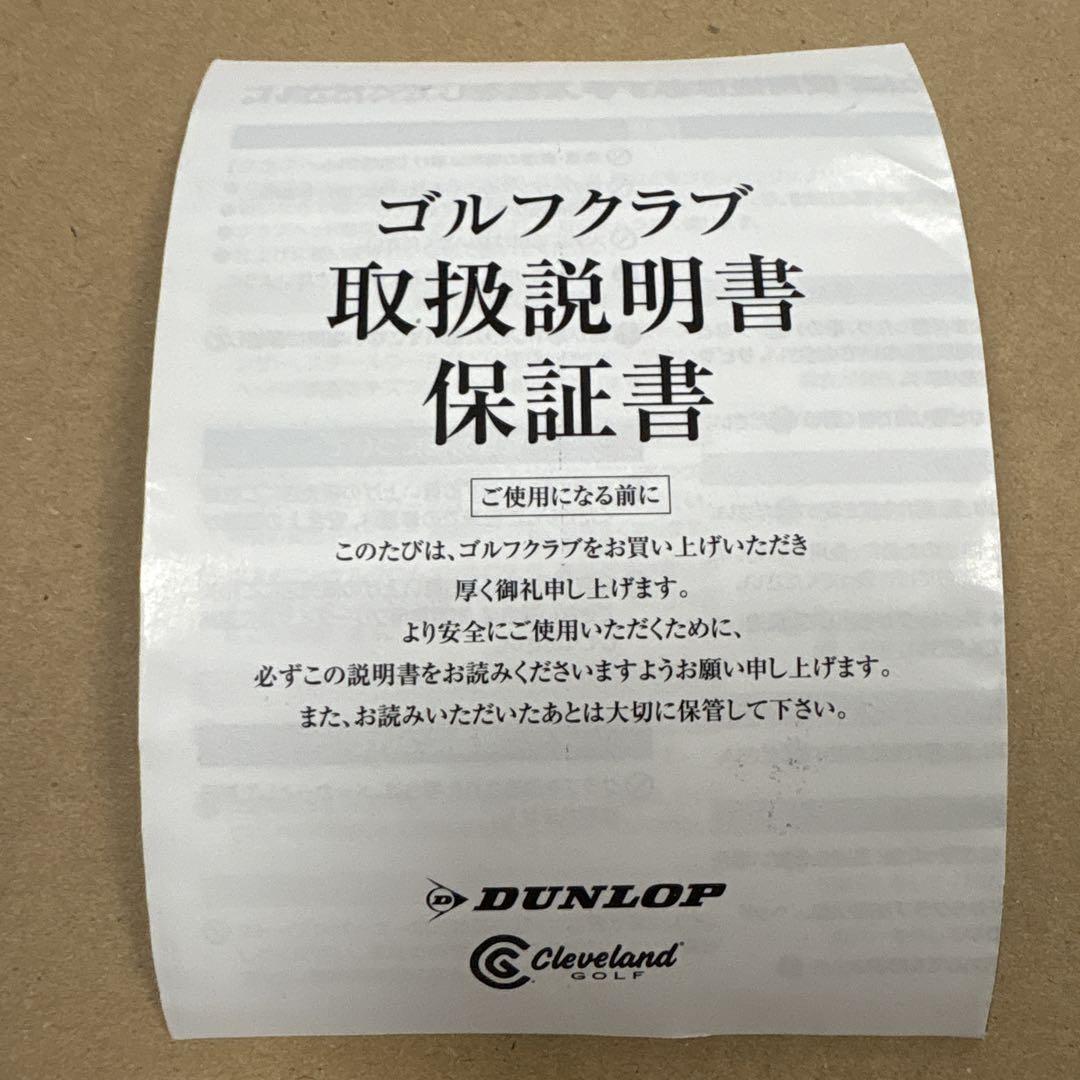 ゴルフクラブ
取扱説明書
保証書
ご使用になる前に
このたびは、ゴルフクラブをお買い上げいただき
厚く御礼申し上げます。
より安全にご使用いただくために、
必ずこの説明書をお読みくださいますようお願い申し上げます。
また、お読みいただいたあとは大切に保管して下さい。
DUNLOP
Cleveland
GOLF